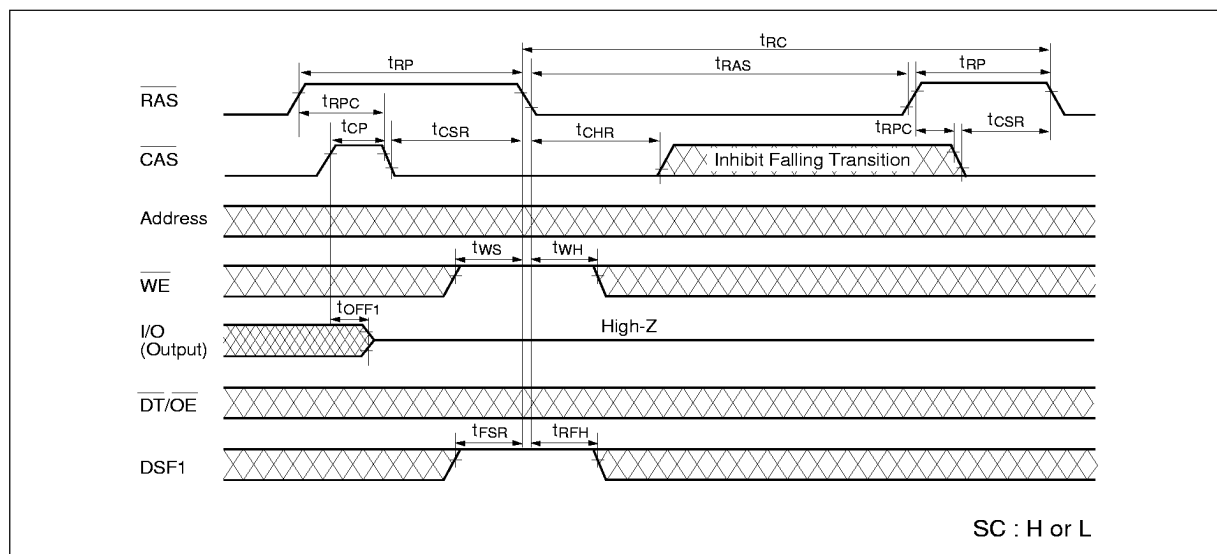 tRC
tRP tRAS tRP
RAS
tRPC tRPC
tCP tCSR tCHR tCSR
CAS Inhibit Falling Transition
Address
tWS tWH
WE
tOFF1
I/O
(Output)
High-Z
DT/OE
tFSR tRFH
DSF1
SC : H or L